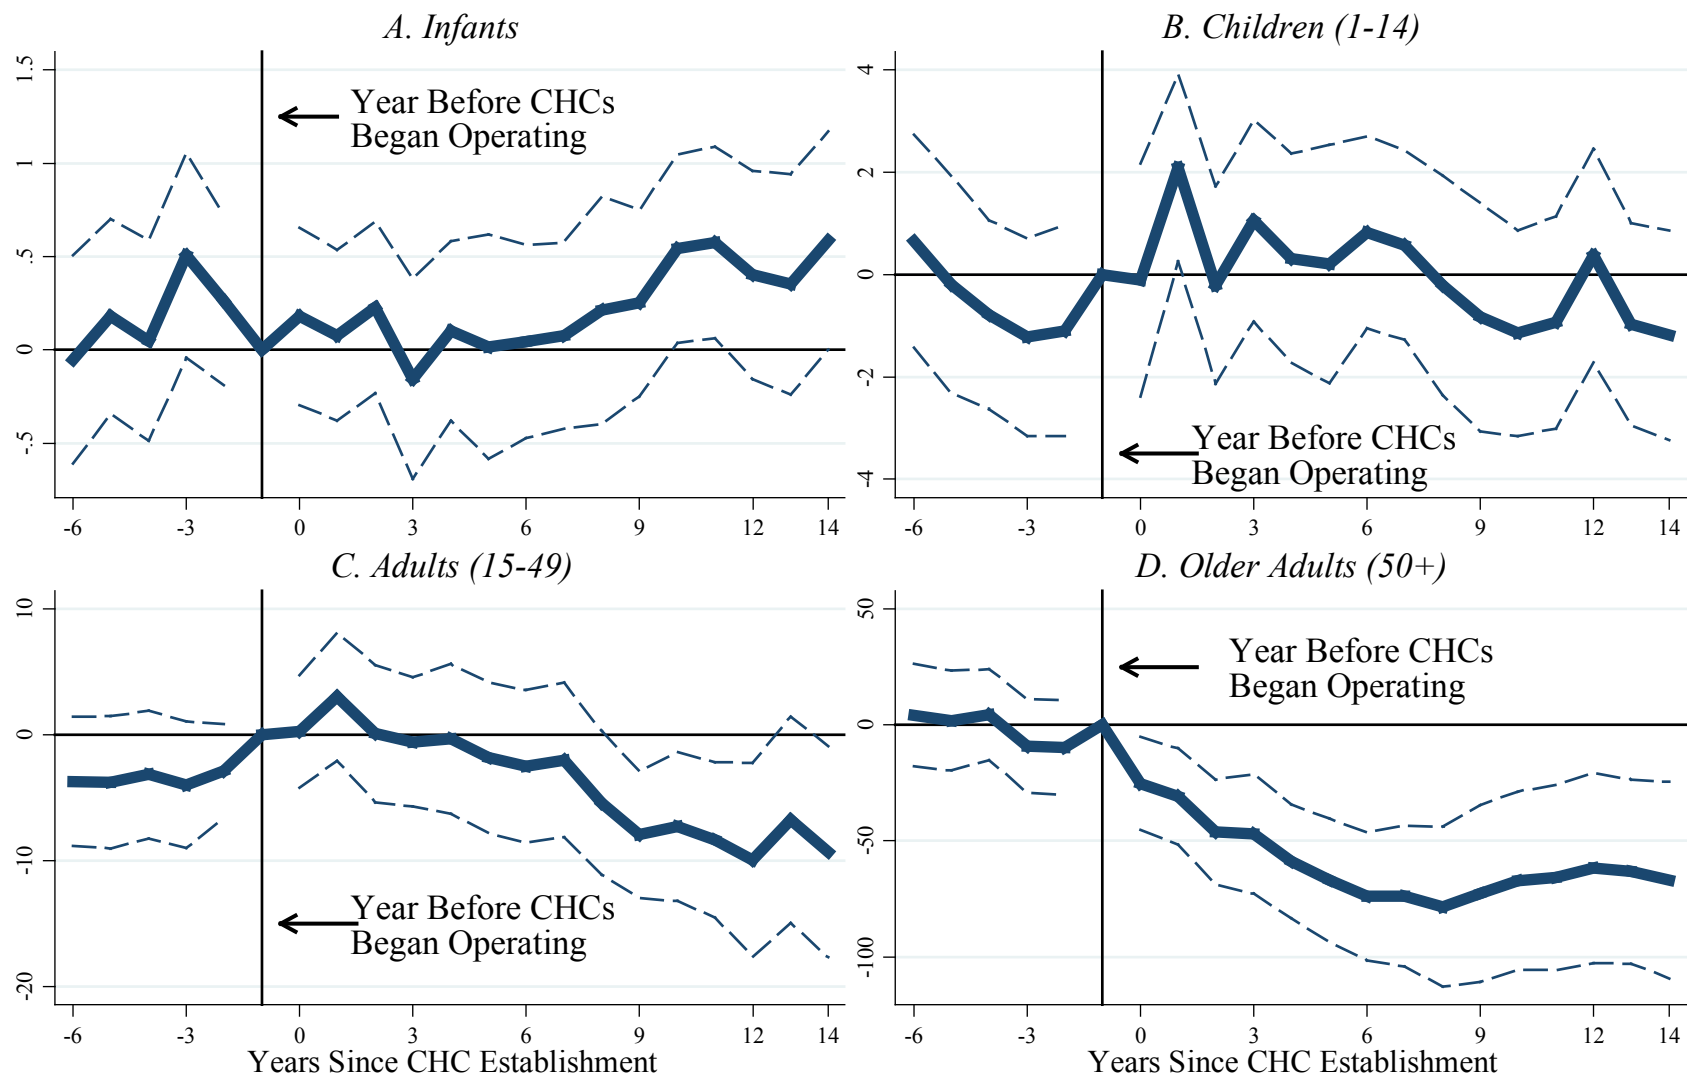 A. Infants
1.5
1
.5
0
-.5
Year Before CHCs
Began Operating
-6 -3 0 3 6 9 12 14
B. Children (1-14)
4
2
0
-2
-4
Year Before CHCs
Began Operating
-6 -3 0 3 6 9 12 14
C. Adults (15-49)
10
0
-10
-20
Year Before CHCs
Began Operating
-6 -3 0 3 6 9 12 14
Years Since CHC Establishment
D. Older Adults (50+)
50
0
-50
-100
Year Before CHCs
Began Operating
-6 -3 0 3 6 9 12 14
Years Since CHC Establishment